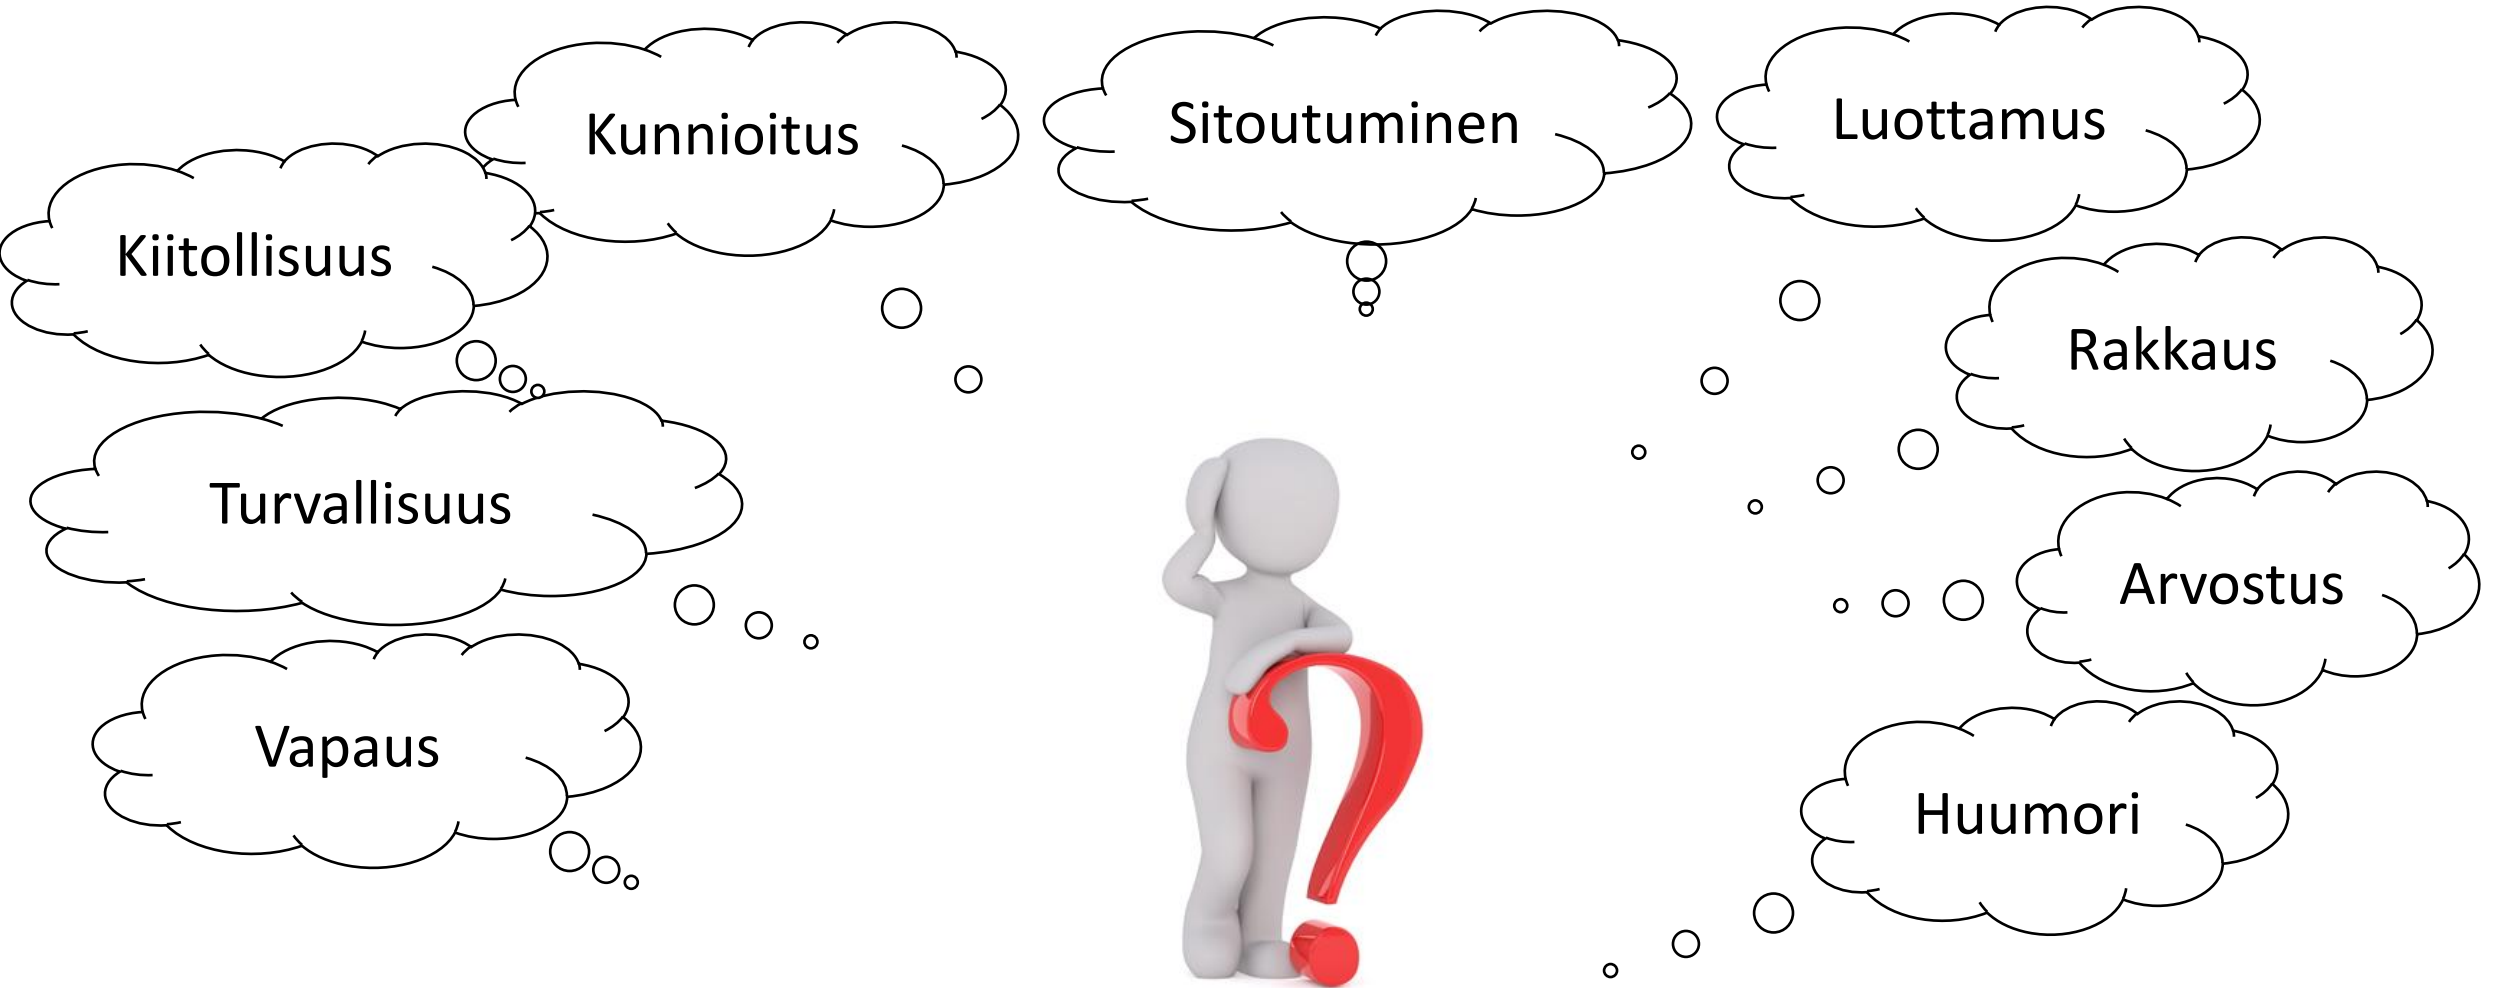 Kunnioitus
Sitoutuminen
Luottamus
Kiitollisuus
Rakkaus
Turvallisuus
Arvostus
Vapaus
Huumori